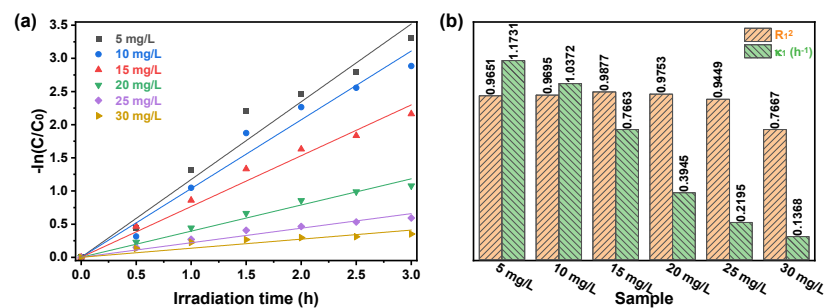 (a)
5 mg/L
10 mg/L
15 mg/L
20 mg/L
25 mg/L
30 mg/L
-ln(C/C₀)
3.5
3.0
2.5
2.0
1.5
1.0
0.5
0.0
0.0 0.5 1.0 1.5 2.0 2.5 3.0
Irradiation time (h)
(b)
R₁²
κ₁ (h⁻¹)
0.9651
1.1731
0.9695
1.0372
0.9877
0.7663
0.9753
0.3945
0.9449
0.2195
0.7667
0.1368
5 mg/L
10 mg/L
15 mg/L
20 mg/L
25 mg/L
30 mg/L
Sample